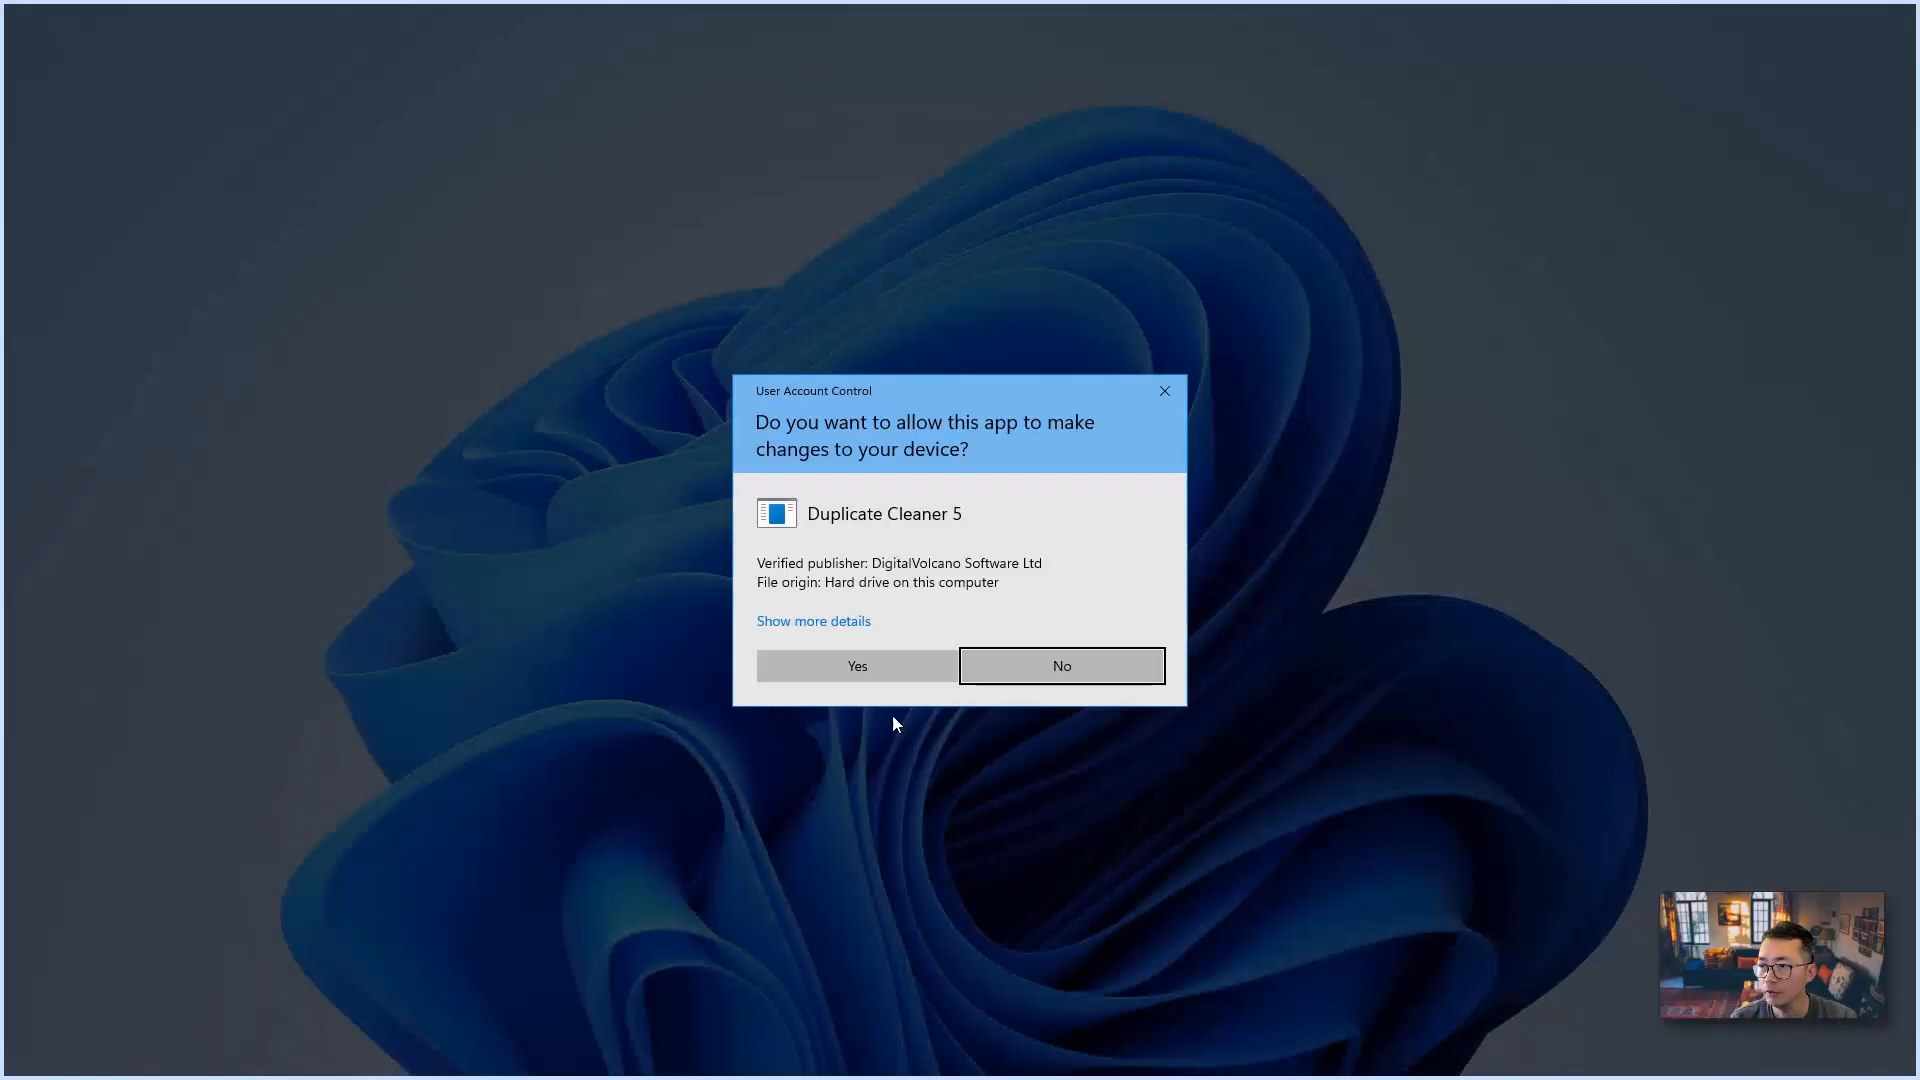 User Account Control
Do you want to allow this app to make
changes to your device?
Duplicate Cleaner 5
Verified publisher: DigitalVolcano Software Ltd
File origin: Hard drive on this computer
Show more details
Yes
No